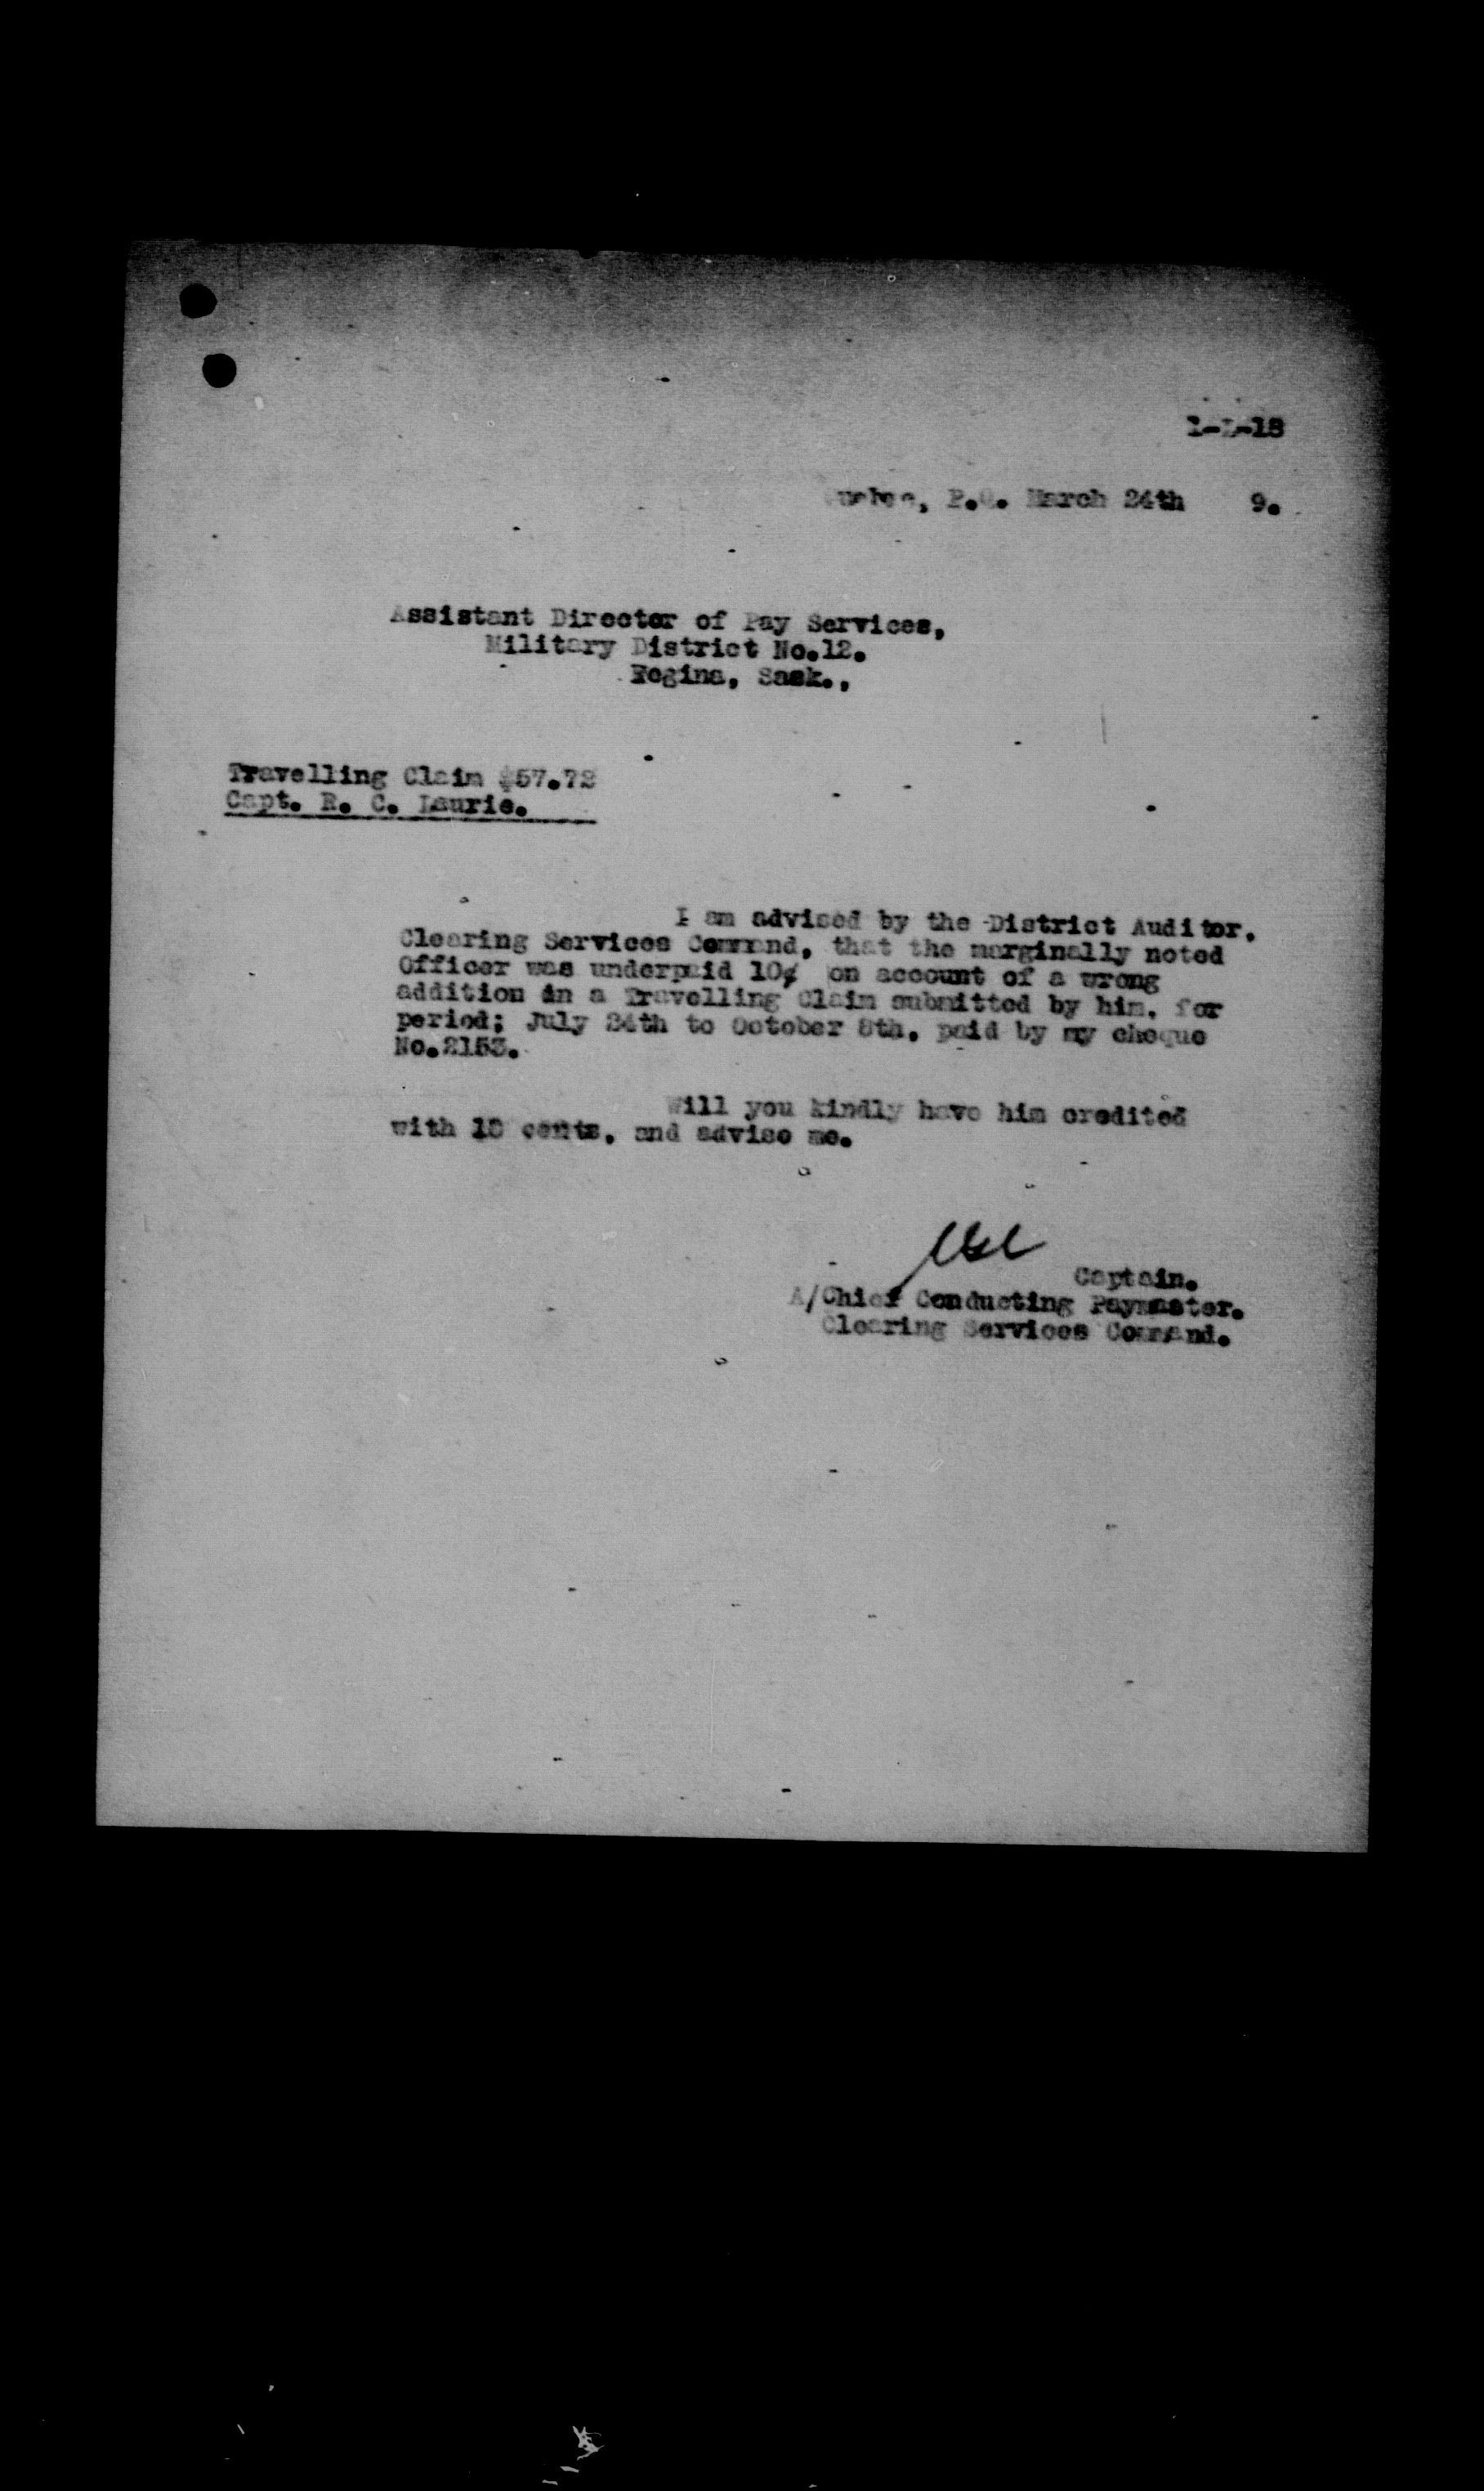 1-L-18
Quebec, P.Q. March 24th 9.
Assistant Director of Pay Services,
Military District No.12.
Regina, Sask.,
Travelling Claim $57.72
Capt. R. C. Laurie.
I am advised by the District Auditor.
Clearing Services Command, that the marginally noted
Officer was underpaid 10¢ on account of a wrong
addition in a Travelling Claim submitted by him, for
period; July 24th to October 8th. paid by my cheque
No.2153.
Will you kindly have him credited
with 10 cents, and advise me.
Captain.
A/Chief Conducting Paymaster.
Clearing Services Command.